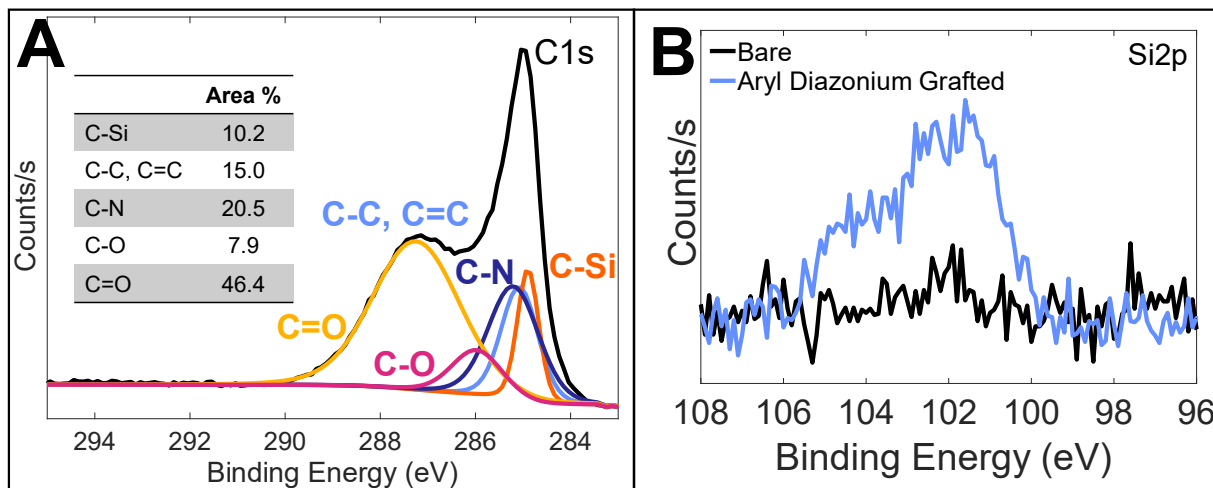 A
C1s
Area %
C-Si 10.2
C-C, C=C 15.0
C-N 20.5
C-O 7.9
C=O 46.4
C-C, C=C
C-N
C-Si
C=O
C-O
Counts/s
294 292 290 288 286 284
Binding Energy (eV)
B
Bare
Aryl Diazonium Grafted
Si2p
Counts/s
108 106 104 102 100 98 96
Binding Energy (eV)